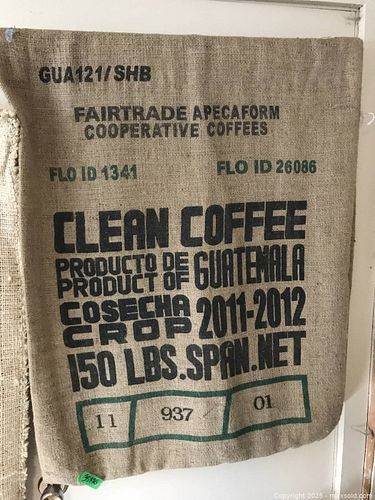 GUA121/SHB
FAIRTRADE APECAFORM
COOPERATIVE COFFEES
FLO ID 1341 FLO ID 26086
CLEAN COFFEE
PRODUCTO DE
PRODUCT OF GUATEMALA
COSECHA
CROP 2011-2012
150 LBS.SPAN.NET
11 937 01
Copyright 2025 - maxsold.com